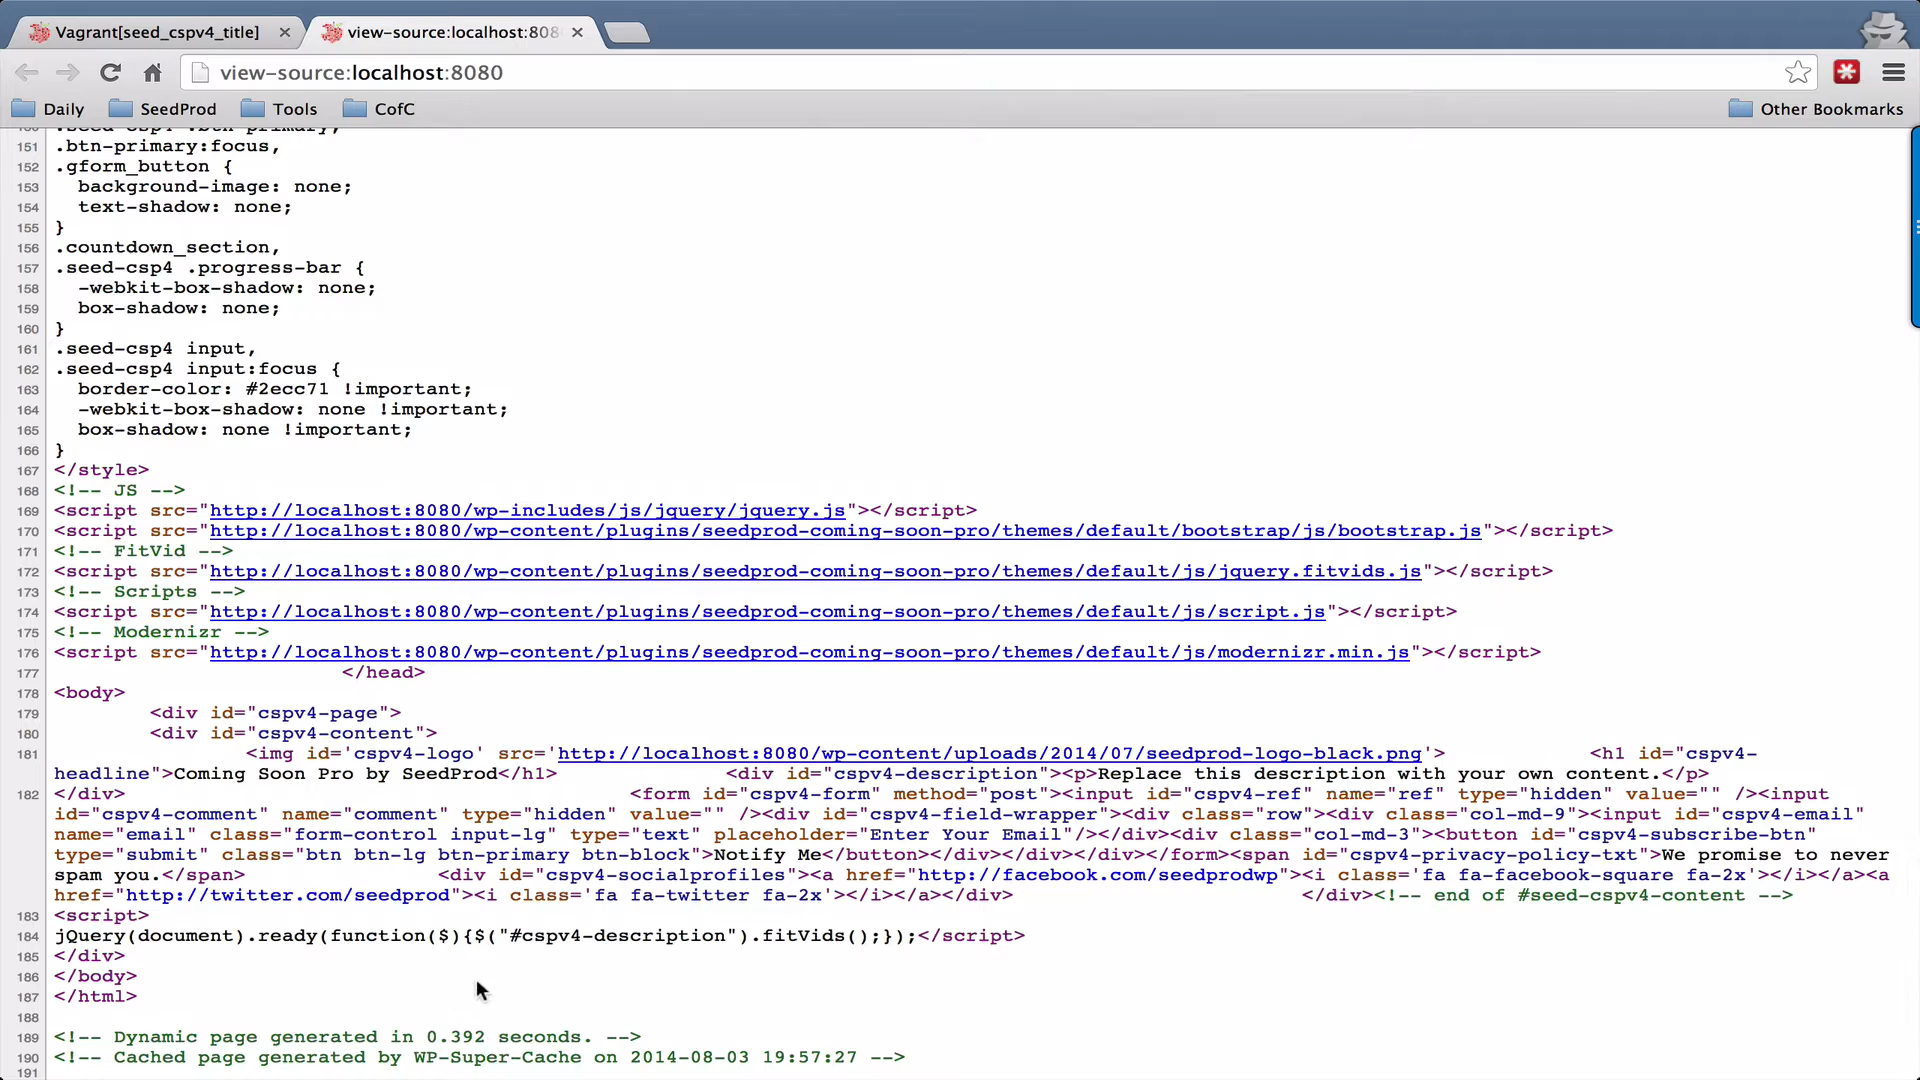 Vagrant[seed_cspv4_title]
view-source:localhost:808
view-source:localhost:8080
Daily SeedProd Tools CofC Other Bookmarks
150 .seed-csp4 .btn-primary,
151 .btn-primary:focus,
152 .gform_button {
153 background-image: none;
154 text-shadow: none;
155 }
156 .countdown_section,
157 .seed-csp4 .progress-bar {
158 -webkit-box-shadow: none;
159 box-shadow: none;
160 }
161 .seed-csp4 input,
162 .seed-csp4 input:focus {
163 border-color: #2ecc71 !important;
164 -webkit-box-shadow: none !important;
165 box-shadow: none !important;
166 }
167 </style>
168 <!-- JS -->
169 <script src="http://localhost:8080/wp-includes/js/jquery/jquery.js"></script>
170 <script src="http://localhost:8080/wp-content/plugins/seedprod-coming-soon-pro/themes/default/bootstrap/js/bootstrap.js"></script>
171 <!-- FitVid -->
172 <script src="http://localhost:8080/wp-content/plugins/seedprod-coming-soon-pro/themes/default/js/jquery.fitvids.js"></script>
173 <!-- Scripts -->
174 <script src="http://localhost:8080/wp-content/plugins/seedprod-coming-soon-pro/themes/default/js/script.js"></script>
175 <!-- Modernizr -->
176 <script src="http://localhost:8080/wp-content/plugins/seedprod-coming-soon-pro/themes/default/js/modernizr.min.js"></script>
177 </head>
178 <body>
179 <div id="cspv4-page">
180 <div id="cspv4-content">
181 <img id='cspv4-logo' src='http://localhost:8080/wp-content/uploads/2014/07/seedprod-logo-black.png'> <h1 id="cspv4-
headline">Coming Soon Pro by SeedProd</h1> <div id="cspv4-description"><p>Replace this description with your own content.</p>
182 </div> <form id="cspv4-form" method="post"><input id="cspv4-ref" name="ref" type="hidden" value="" /><input
id="cspv4-comment" name="comment" type="hidden" value="" /><div id="cspv4-field-wrapper"><div class="row"><div class="col-md-9"><input id="cspv4-email"
name="email" class="form-control input-lg" type="text" placeholder="Enter Your Email"/></div><div class="col-md-3"><button id="cspv4-subscribe-btn"
type="submit" class="btn btn-lg btn-primary btn-block">Notify Me</button></div></div></div></form><span id="cspv4-privacy-policy-txt">We promise to never
spam you.</span> <div id="cspv4-socialprofiles"><a href="http://facebook.com/seedprodwp"><i class='fa fa-facebook-square fa-2x'></i></a><a
href="http://twitter.com/seedprod"><i class='fa fa-twitter fa-2x'></i></a></div> </div><!-- end of #seed-cspv4-content -->
183 <script>
184 jQuery(document).ready(function($){$("#cspv4-description").fitVids();});</script>
185 </div>
186 </body>
187 </html>
188
189 <!-- Dynamic page generated in 0.392 seconds. -->
190 <!-- Cached page generated by WP-Super-Cache on 2014-08-03 19:57:27 -->
191